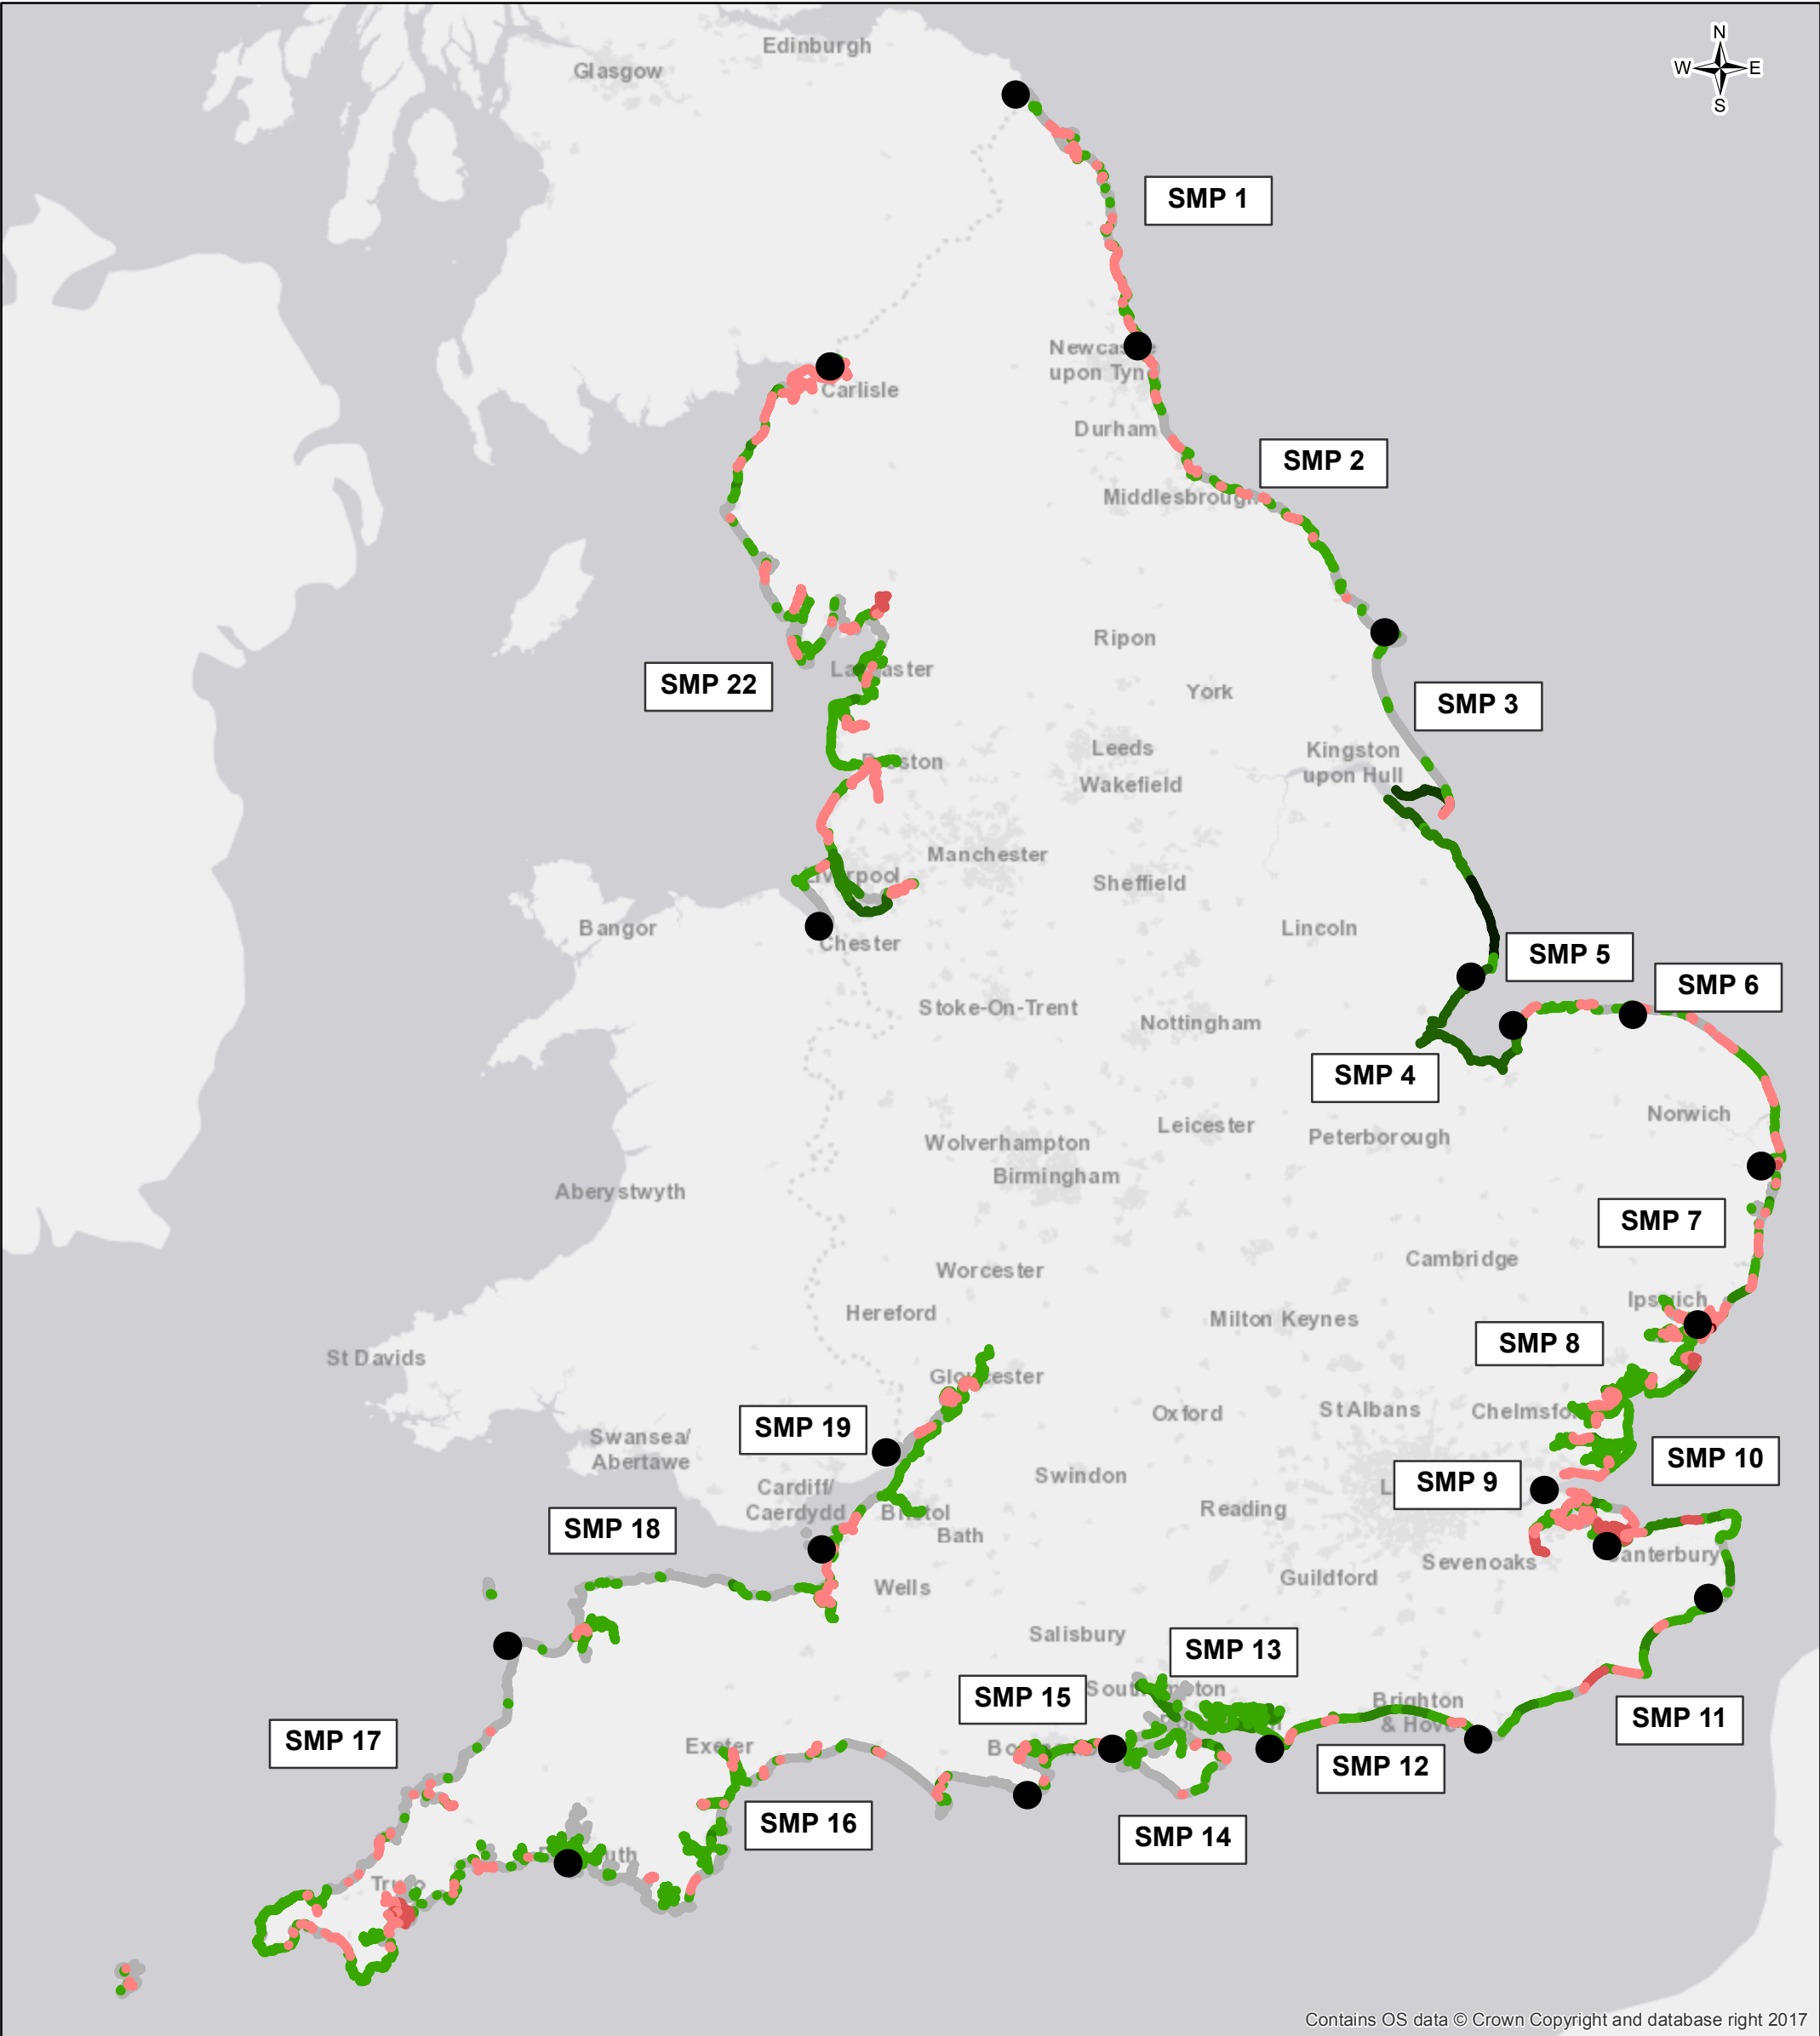 Edinburgh
Glasgow
N
W
E
S
SMP 1
Newcastle
upon Tyne
Carlisle
Durham
SMP 2
Middlesbrough
Ripon
Lancaster
SMP 22
York
SMP 3
Leeds
Kingston
upon Hull
Preston
Wakefield
Manchester
Liverpool
Sheffield
Bangor
Lincoln
Chester
SMP 5
SMP 6
Stoke-On-Trent
Nottingham
SMP 4
Norwich
Leicester
Peterborough
Wolverhampton
Birmingham
Aberystwyth
SMP 7
Cambridge
Worcester
Ipswich
Hereford
Milton Keynes
SMP 8
St Davids
Gloucester
Oxford
St Albans
Chelmsfo
SMP 19
Swansea/
Abertawe
SMP 10
Swindon
SMP 9
L
Cardiff/
Caerdydd
Bristol
Reading
SMP 18
Bath
Canterbury
Sevenoaks
Guildford
Wells
Salisbury
SMP 13
Southampton
SMP 15
Brighton
& Hove
SMP 11
SMP 17
Exeter
Bo
SMP 12
SMP 16
SMP 14
Plymouth
Truro
Contains OS data © Crown Copyright and database right 2017